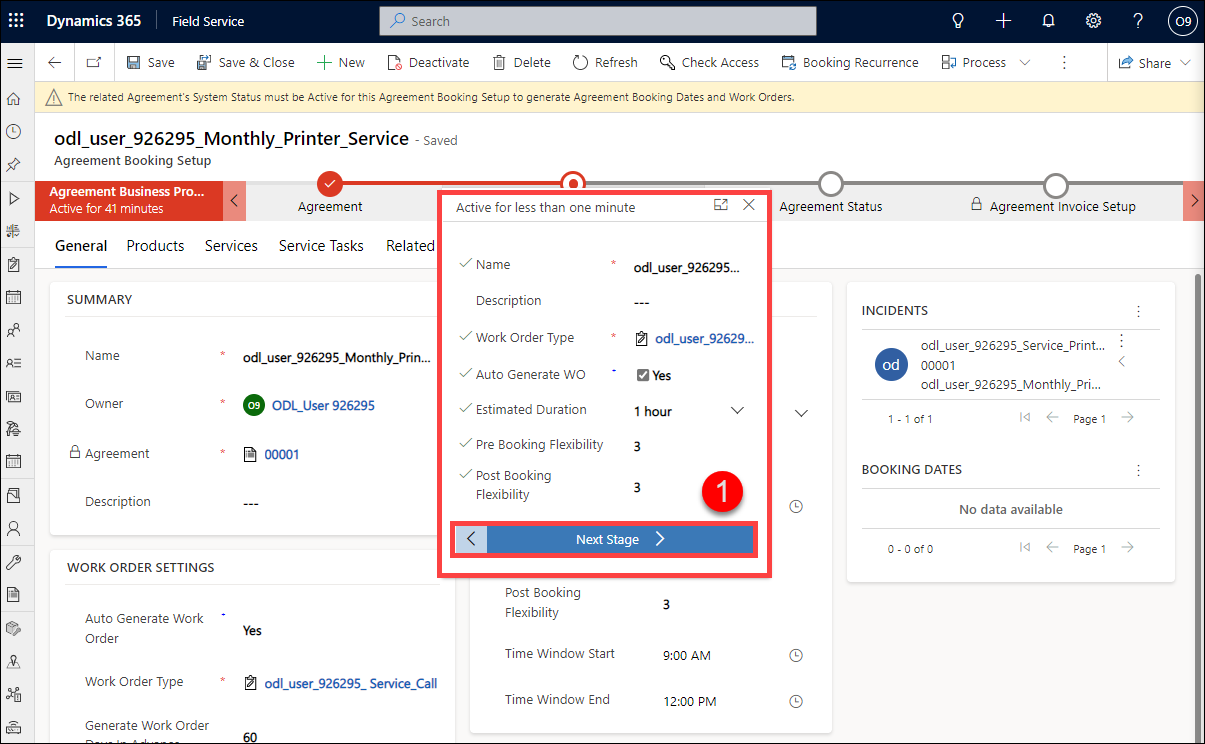 Dynamics 365
Field Service
Search
O9
Save
Save & Close
New
Deactivate
Delete
Refresh
Check Access
Booking Recurrence
Process
Share
The related Agreement's System Status must be Active for this Agreement Booking Setup to generate Agreement Booking Dates and Work Orders.
odl_user_926295_Monthly_Printer_Service - Saved
Agreement Booking Setup
Agreement Business Pro...
Active for 41 minutes
Agreement
Agreement Status
Agreement Invoice Setup
General
Products
Services
Service Tasks
Related
SUMMARY
Name * odl_user_926295_Monthly_Prin...
Owner * O9 ODL_User 926295
Agreement * 00001
Description ---
WORK ORDER SETTINGS
Auto Generate Work
Order
Yes
Work Order Type * odl_user_926295_ Service_Call
Generate Work Order
60
Active for less than one minute
Name * odl_user_926295...
Description ---
Work Order Type * odl_user_92629...
Auto Generate WO Yes
Estimated Duration 1 hour
Pre Booking Flexibility 3
Post Booking
Flexibility
3
1
Next Stage
Post Booking
Flexibility
3
Time Window Start 9:00 AM
Time Window End 12:00 PM
INCIDENTS
od
odl_user_926295_Service_Print...
00001
odl_user_926295_Monthly_Pri...
1 - 1 of 1
Page 1
BOOKING DATES
No data available
0 - 0 of 0
Page 1